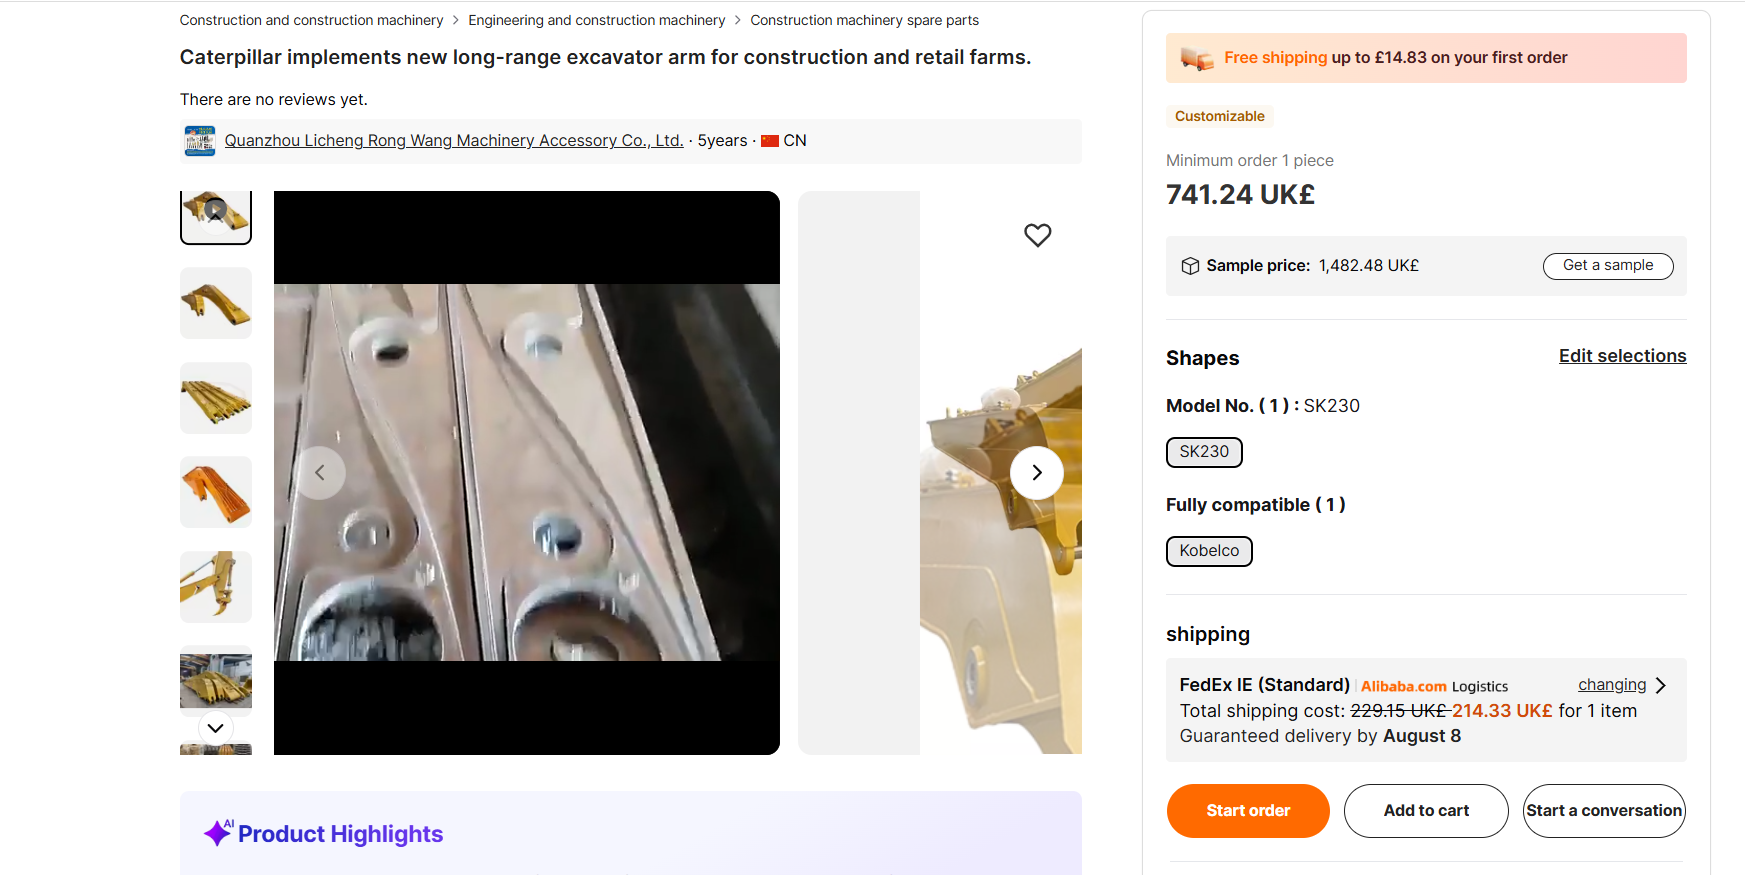 Construction and construction machinery > Engineering and construction machinery > Construction machinery spare parts
Caterpillar implements new long-range excavator arm for construction and retail farms.
There are no reviews yet.
Quanzhou Licheng Rong Wang Machinery Accessory Co., Ltd. · 5years · CN
AI Product Highlights
Free shipping up to £14.83 on your first order
Customizable
Minimum order 1 piece
741.24 UK£
Sample price: 1,482.48 UK£ Get a sample
Shapes Edit selections
Model No. ( 1 ) : SK230
SK230
Fully compatible ( 1 )
Kobelco
shipping
FedEx IE (Standard) | Alibaba.com Logistics changing
Total shipping cost: 229.15 UK£ 214.33 UK£ for 1 item
Guaranteed delivery by August 8
Start order Add to cart Start a conversation